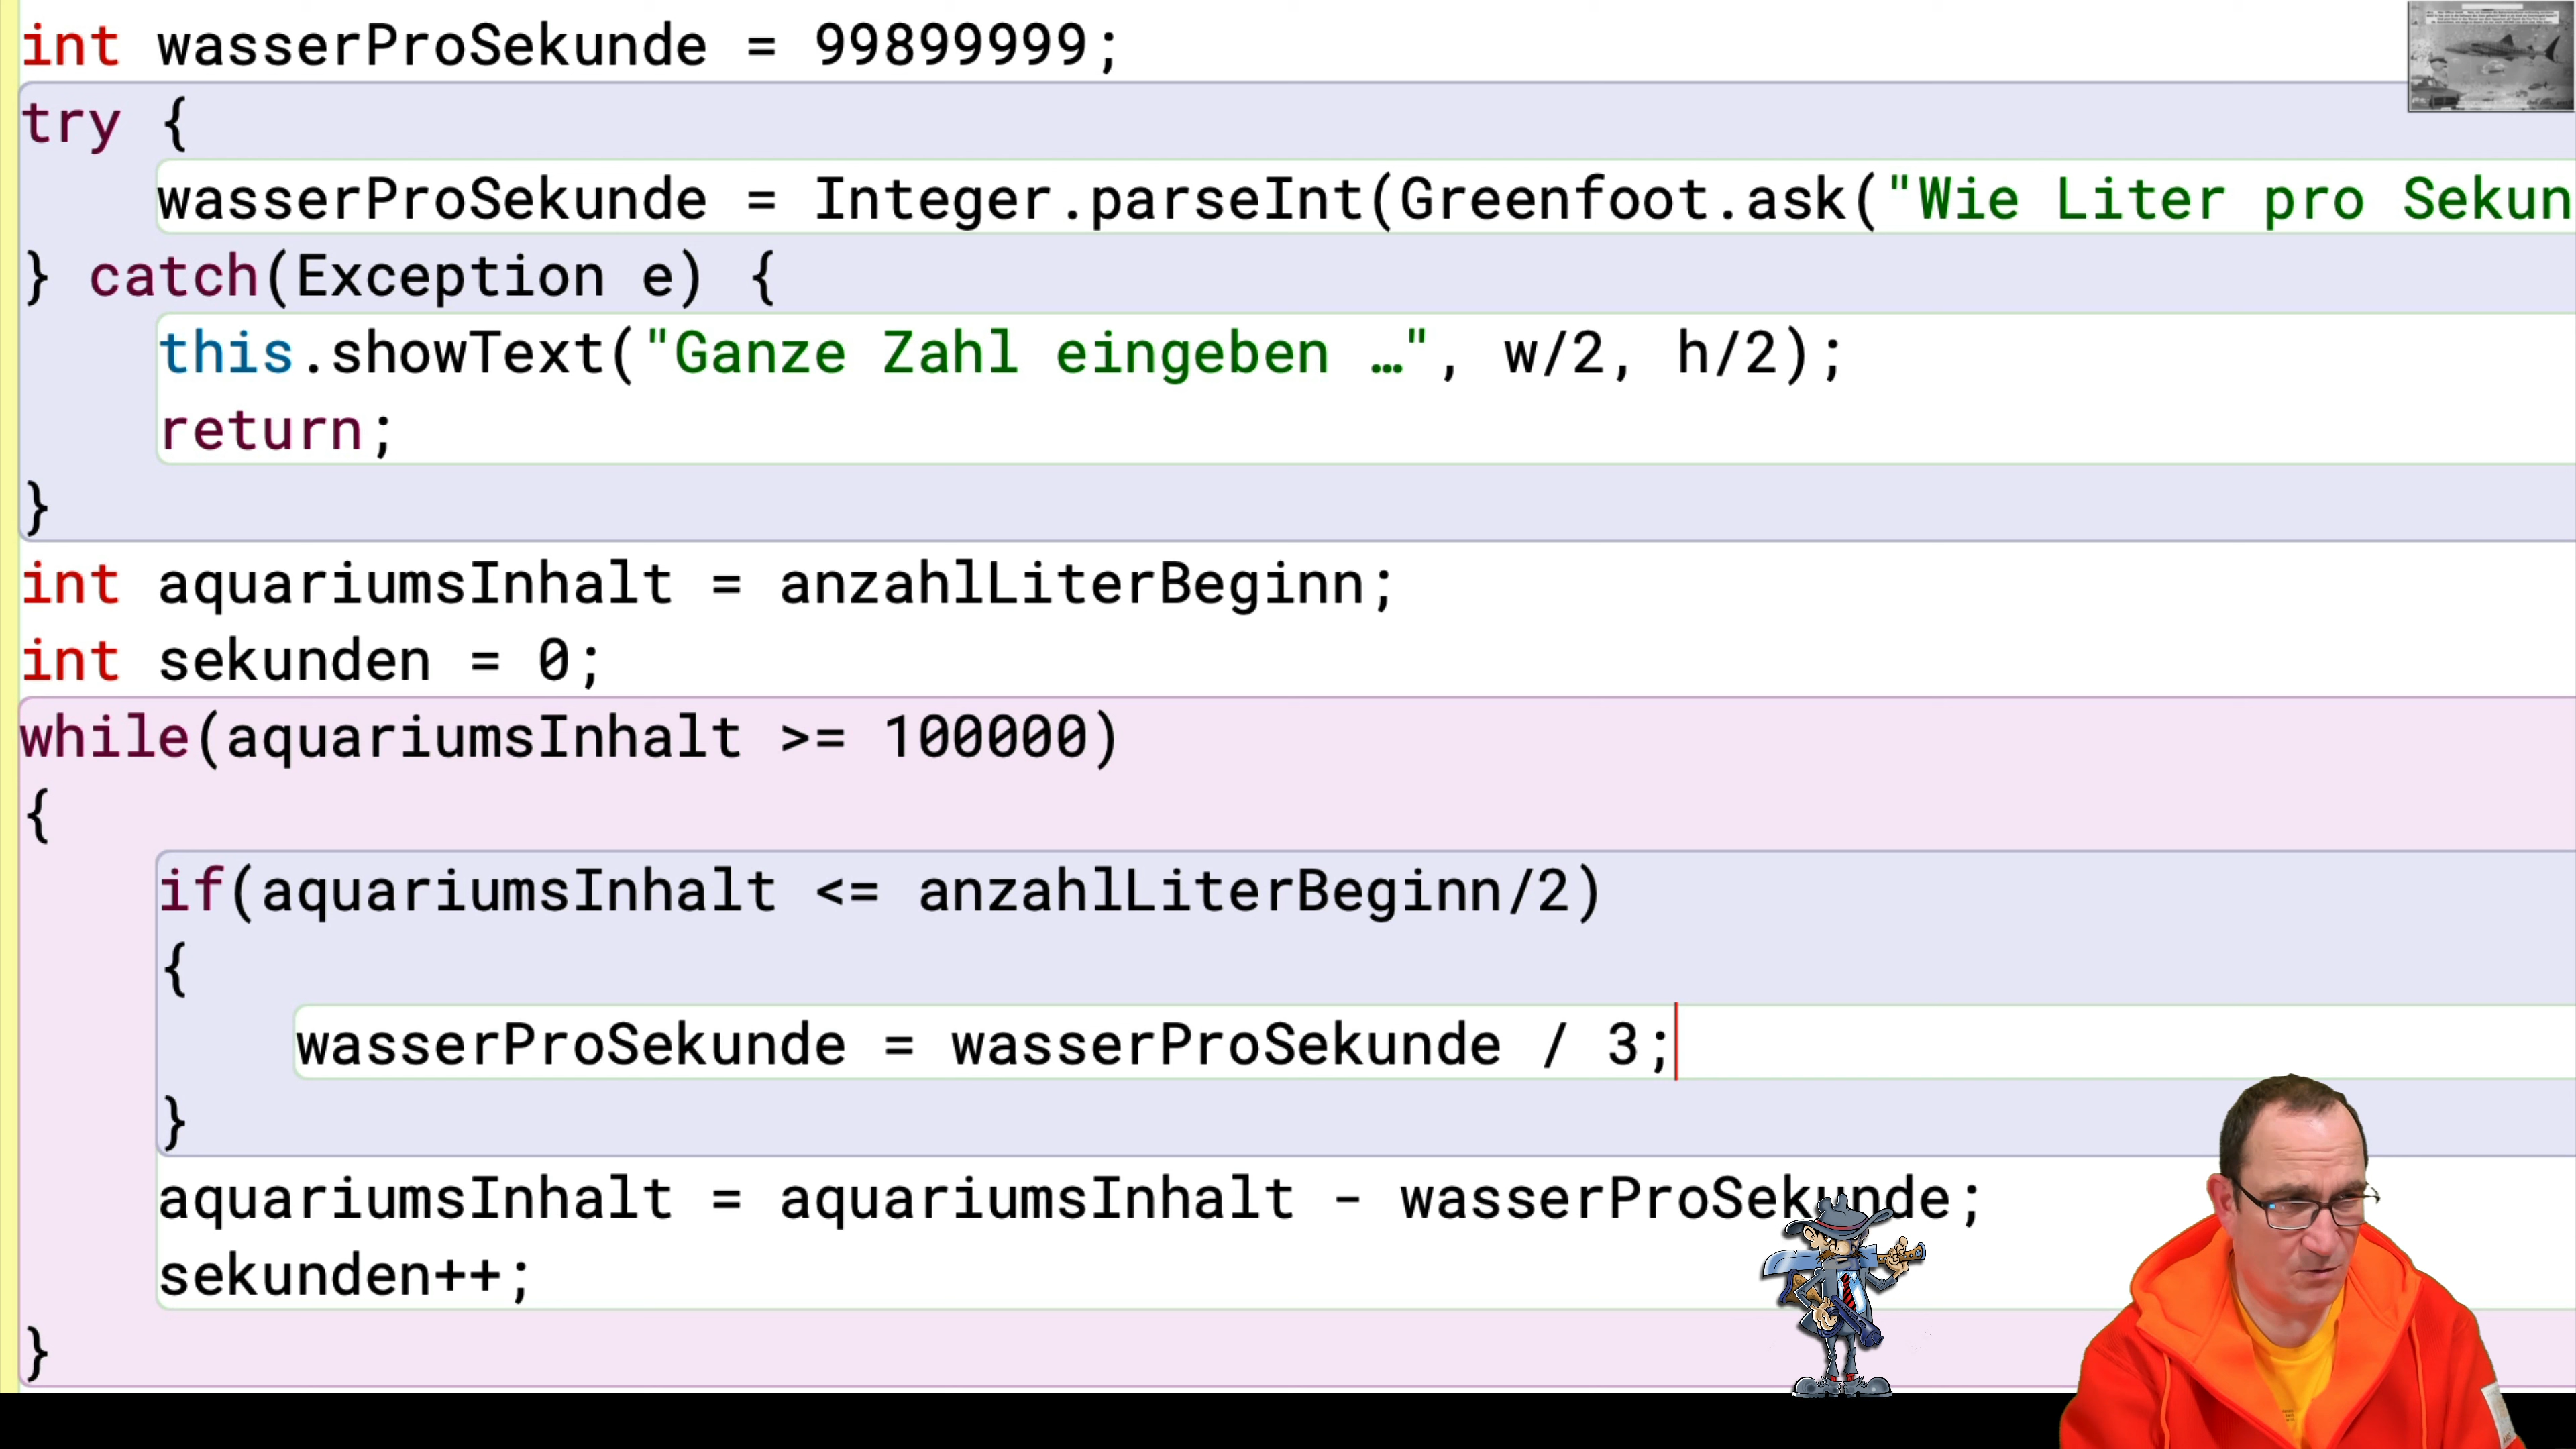 int wasserProSekunde = 99899999;
try {
wasserProSekunde = Integer.parseInt(Greenfoot.ask("Wie Liter pro Sekun
} catch(Exception e) {
this.showText("Ganze Zahl eingeben …", w/2, h/2);
return;
}
int aquariumsInhalt = anzahlLiterBeginn;
int sekunden = 0;
while(aquariumsInhalt >= 100000)
{
if(aquariumsInhalt <= anzahlLiterBeginn/2)
{
wasserProSekunde = wasserProSekunde / 3;
}
aquariumsInhalt = aquariumsInhalt - wasserProSekunde;
sekunden++;
}